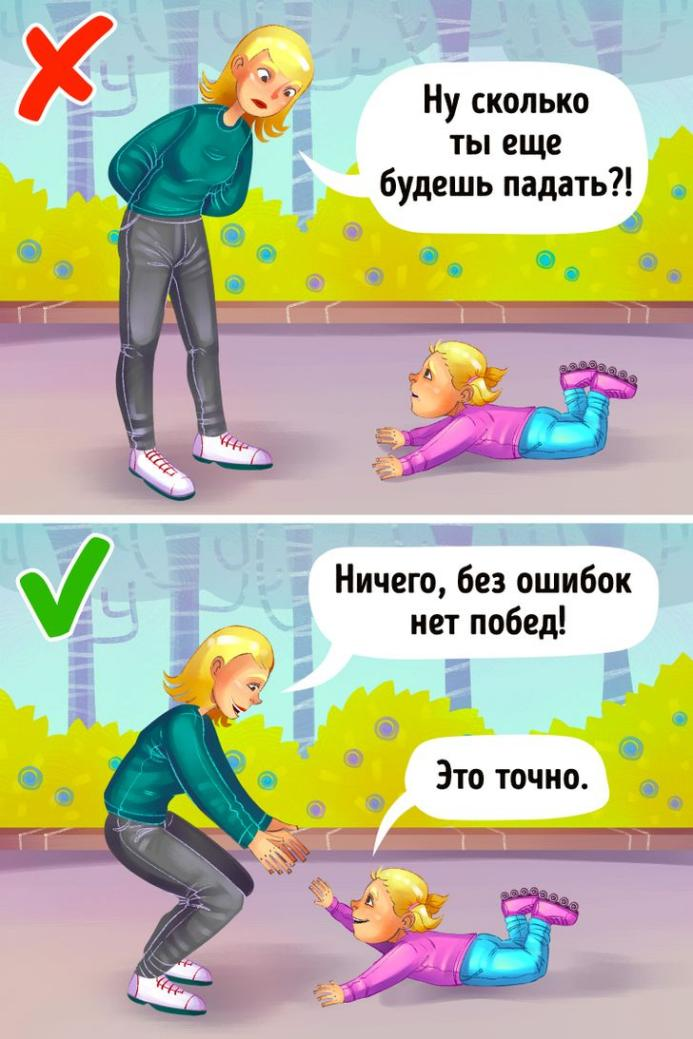 Ну сколько
ты еще
будешь падать?!
Ничего, без ошибок
нет побед!
Это точно.